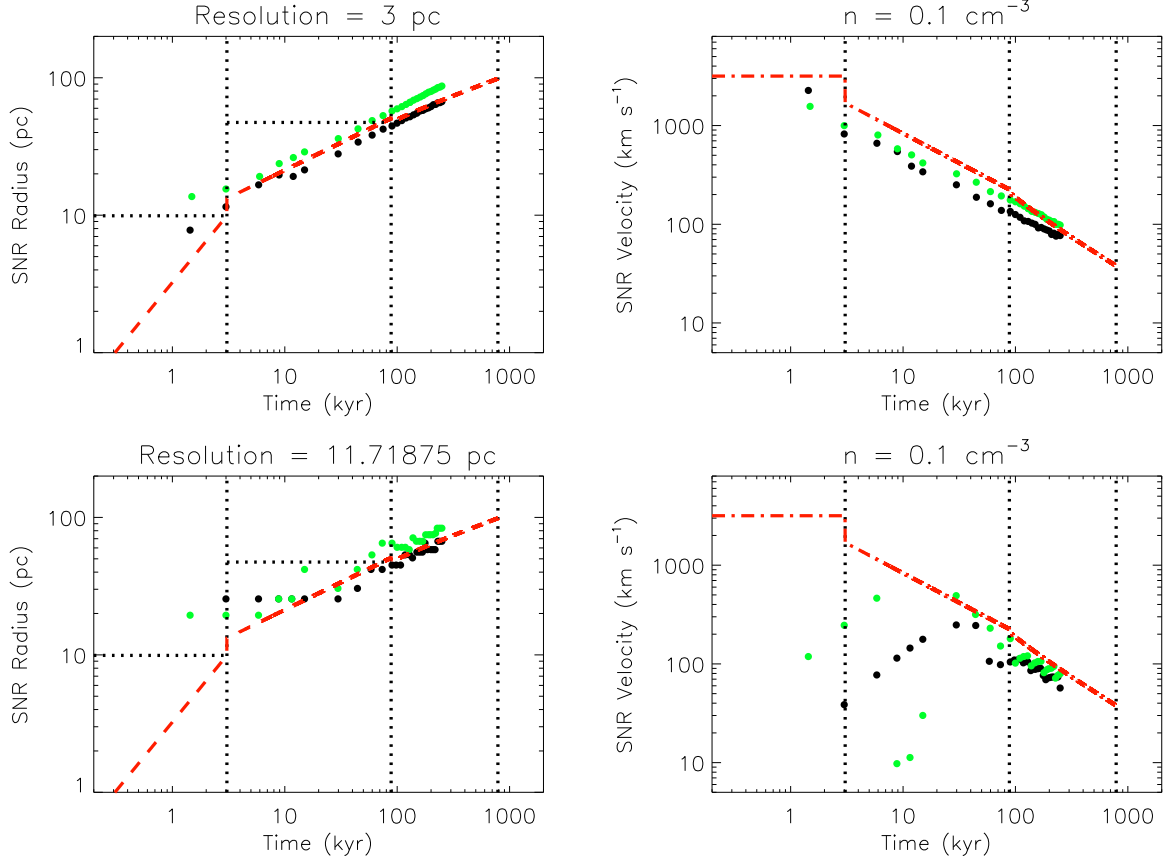 Resolution = 3 pc
SNR Radius (pc)
100
10
1
1 10 100 1000
Time (kyr)
n = 0.1 cm⁻³
SNR Velocity (km s⁻¹)
1000
100
10
1 10 100 1000
Time (kyr)
Resolution = 11.71875 pc
SNR Radius (pc)
100
10
1
1 10 100 1000
Time (kyr)
n = 0.1 cm⁻³
SNR Velocity (km s⁻¹)
1000
100
10
1 10 100 1000
Time (kyr)